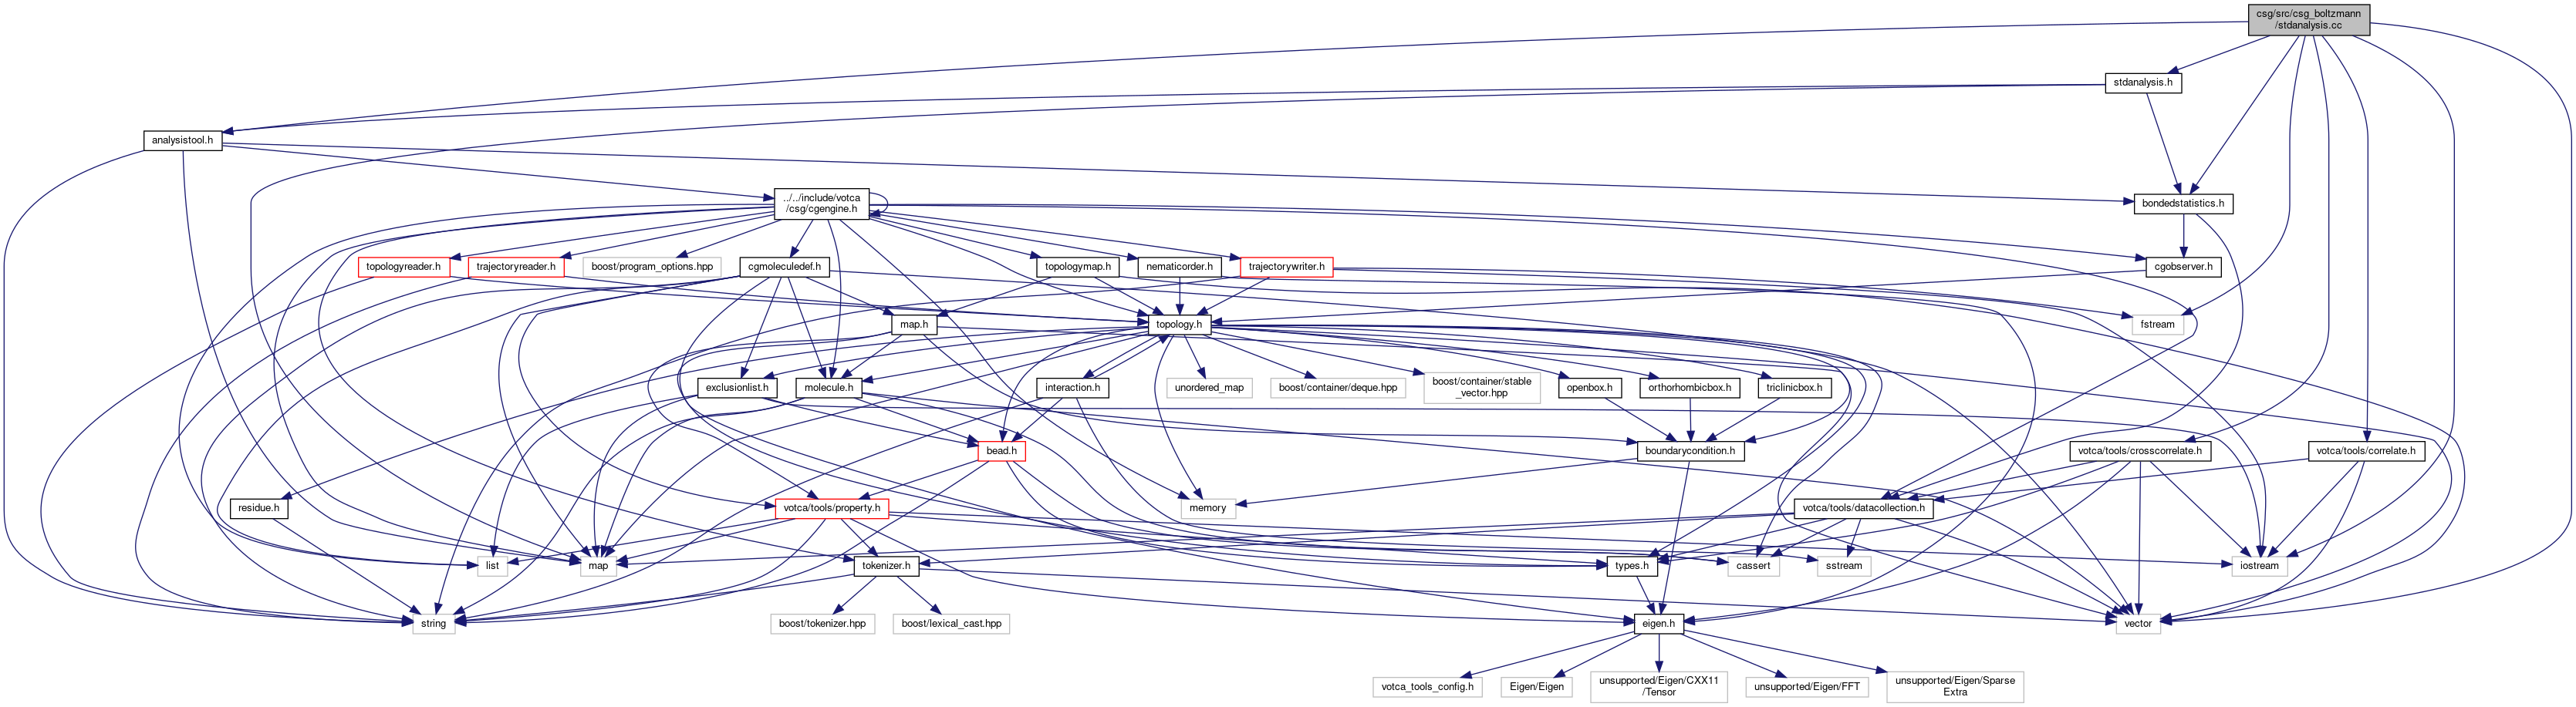 csg/src/csg_boltzmann
/stdanalysis.cc
stdanalysis.h
analysistool.h
../../include/votca
/csg/cgengine.h
bondedstatistics.h
topologyreader.h
trajectoryreader.h
boost/program_options.hpp
cgmoleculedef.h
topologymap.h
nematicorder.h
trajectorywriter.h
cgobserver.h
map.h
topology.h
fstream
exclusionlist.h
molecule.h
interaction.h
unordered_map
boost/container/deque.hpp
boost/container/stable
_vector.hpp
openbox.h
orthorhombicbox.h
triclinicbox.h
bead.h
boundarycondition.h
votca/tools/crosscorrelate.h
votca/tools/correlate.h
residue.h
votca/tools/property.h
memory
votca/tools/datacollection.h
list
map
tokenizer.h
types.h
cassert
sstream
iostream
string
boost/tokenizer.hpp
boost/lexical_cast.hpp
eigen.h
vector
votca_tools_config.h
Eigen/Eigen
unsupported/Eigen/CXX11
/Tensor
unsupported/Eigen/FFT
unsupported/Eigen/Sparse
Extra